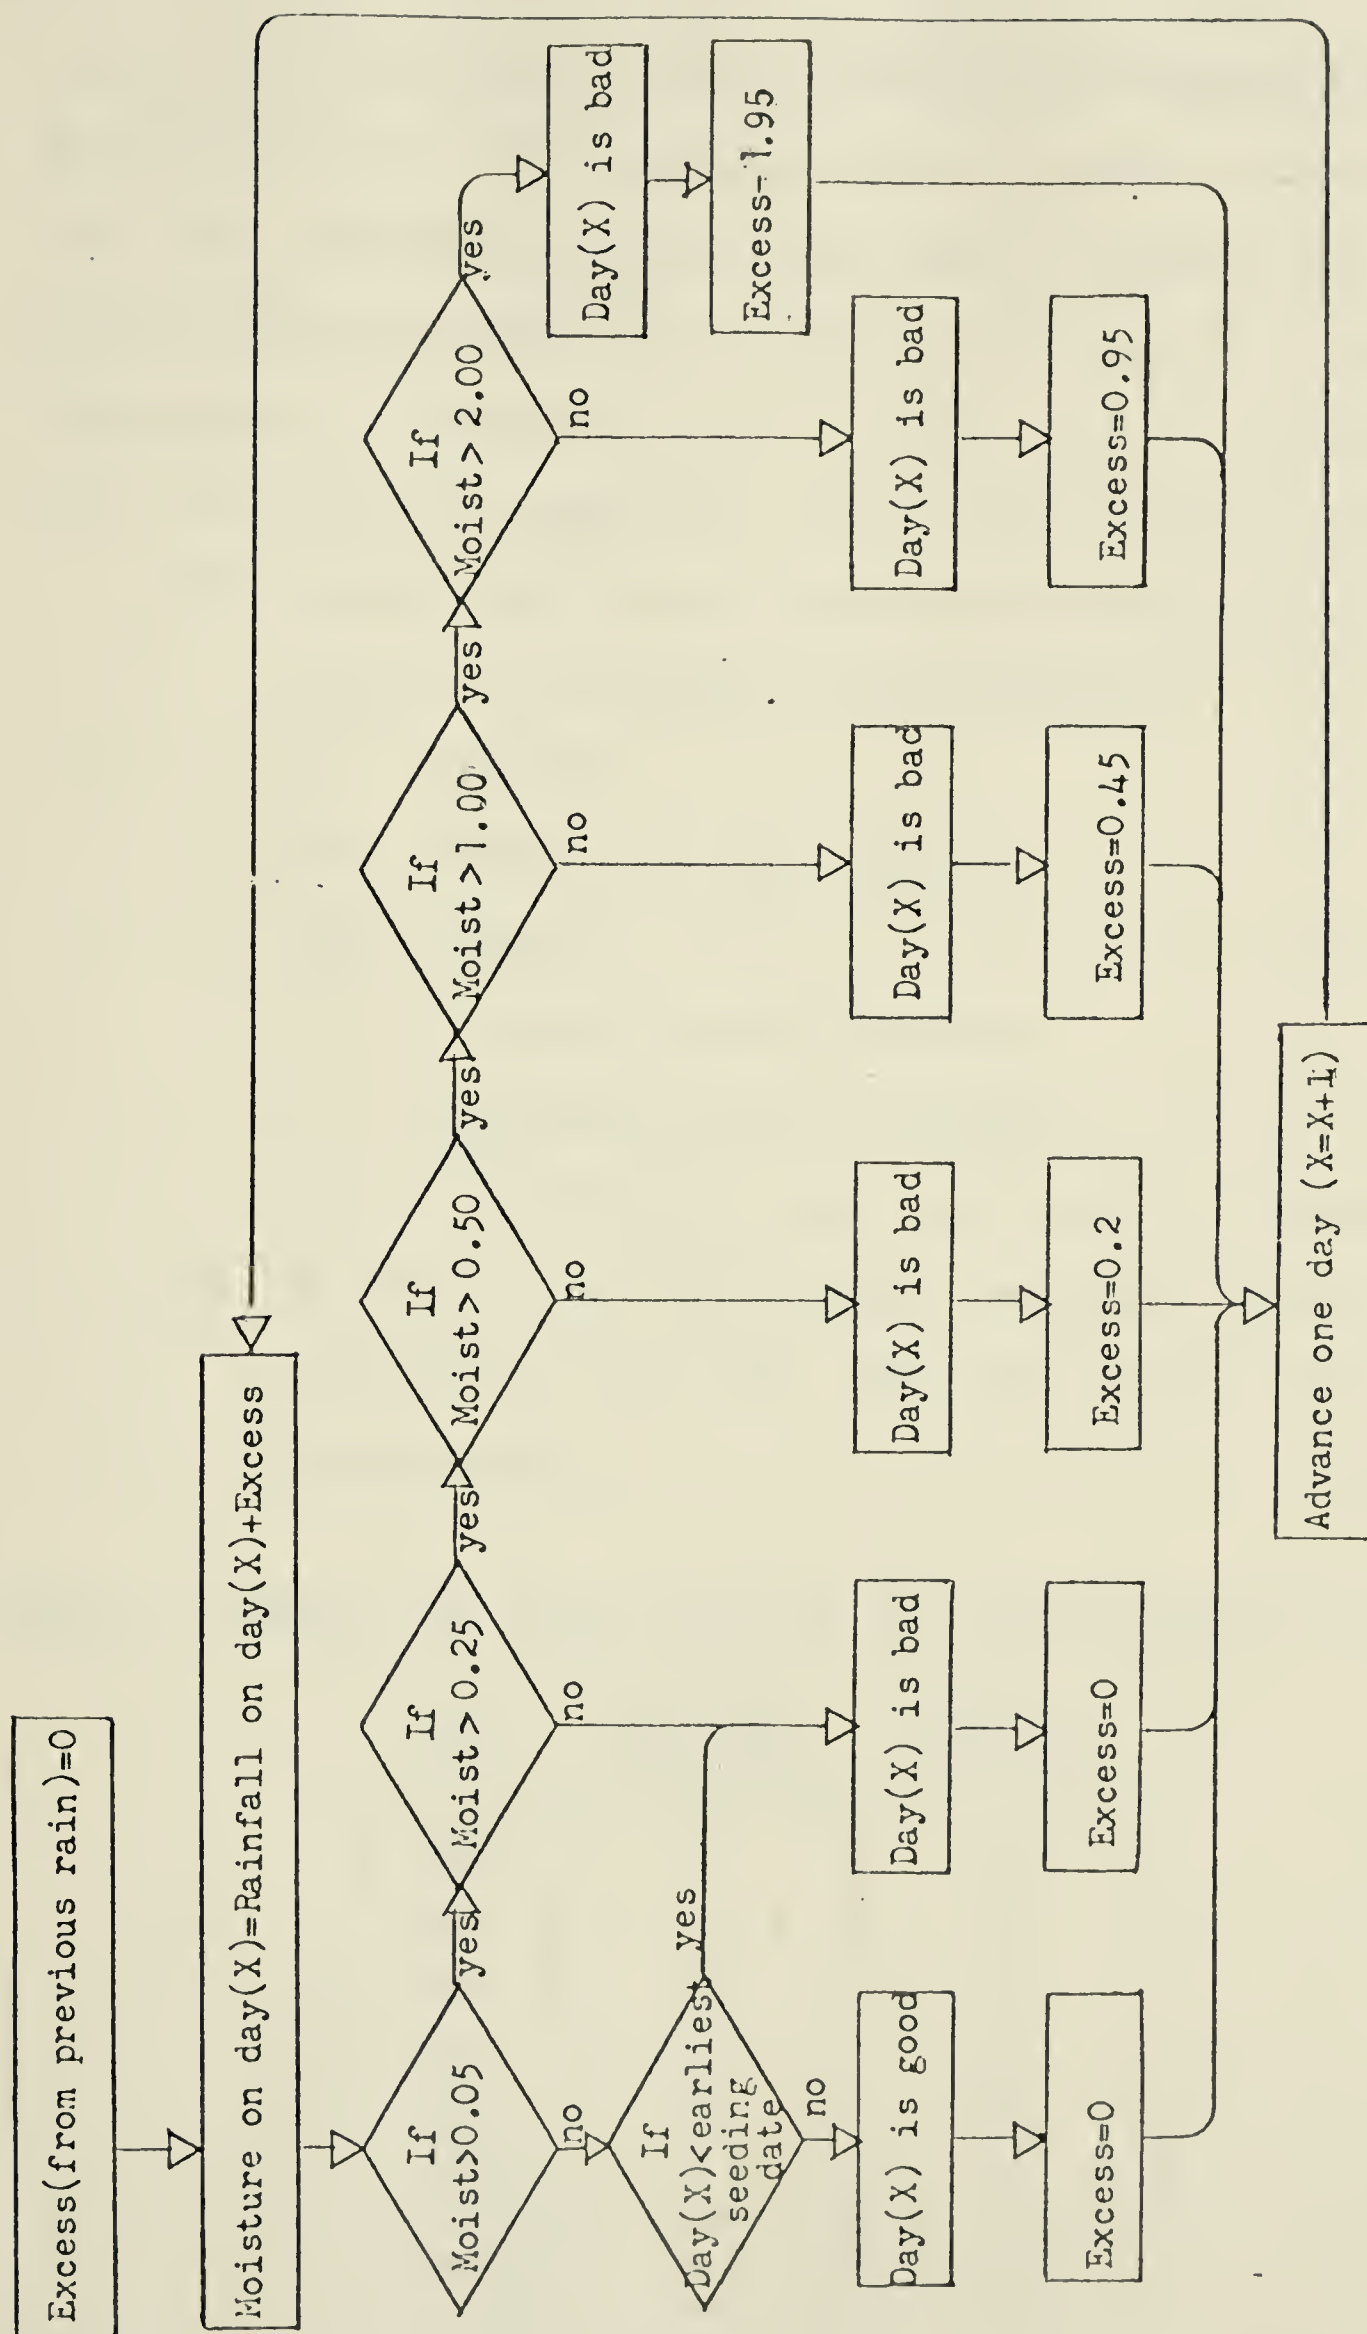 Excess(from previous rain)=0
Moisture on day(X)=Rainfall on day(X)+Excess
If
Moist>0.05
yes
no
If
Moist>0.25
yes
no
If
Moist>0.50
yes
no
If
Moist>1.00
yes
no
If
Moist>2.00
yes
no
If
Day(X)<earliest
seeding
date
yes
no
Day(X) is good
Excess=0
Day(X) is bad
Excess=0
Day(X) is bad
Excess=0.2
Day(X) is bad
Excess=0.45
Day(X) is bad
Excess=0.95
Day(X) is bad
Excess=1.95
Advance one day (X=X+1)